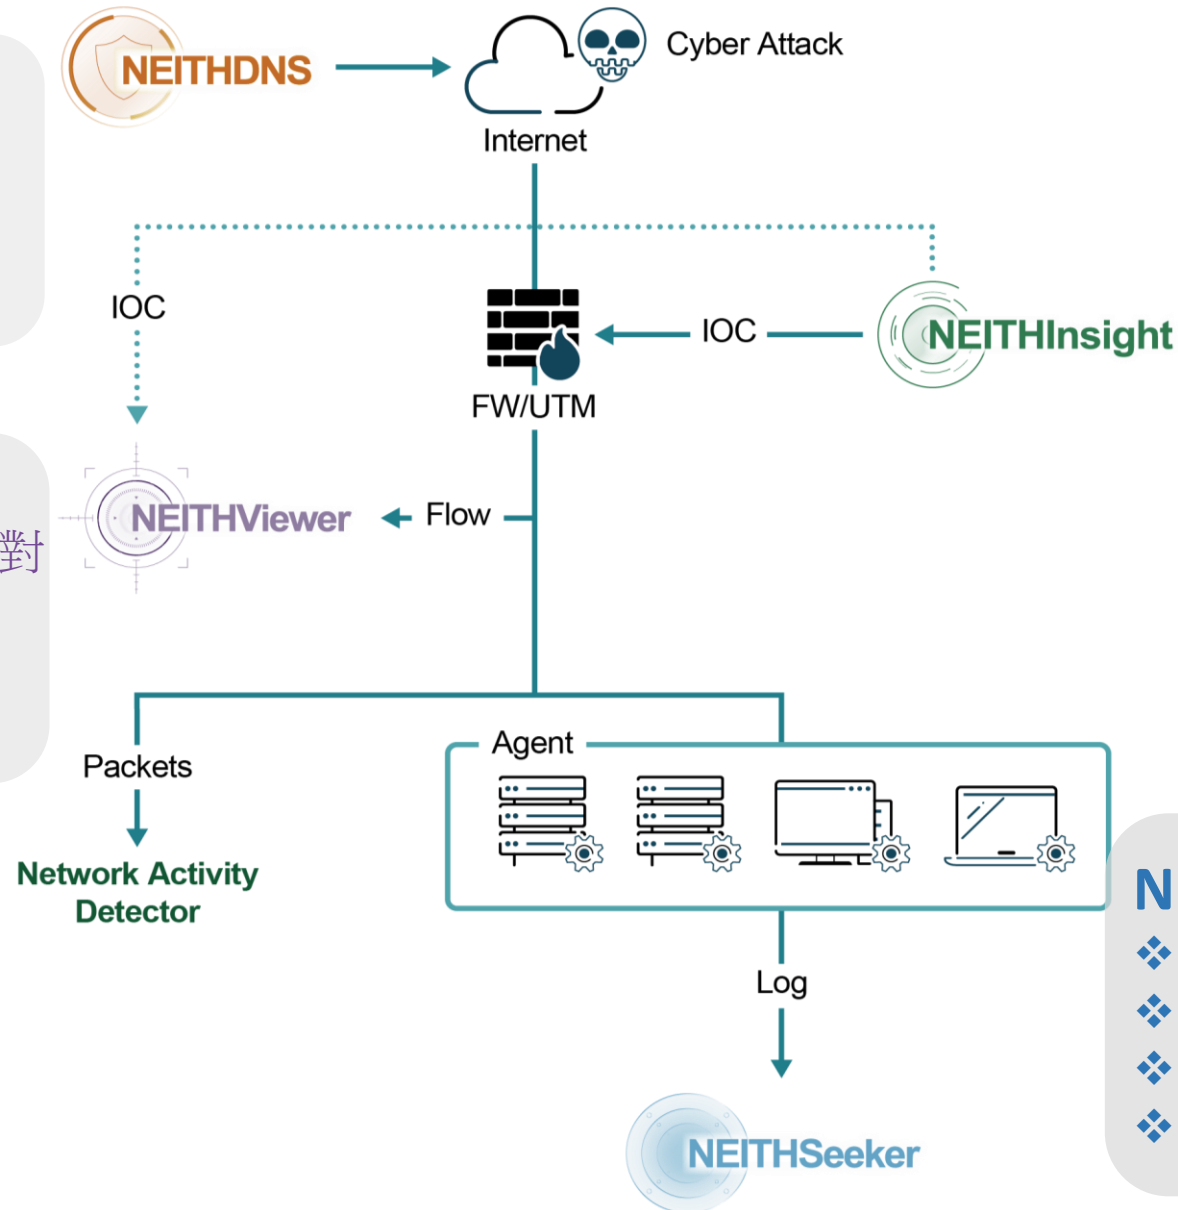 NEITHDNS
Cyber Attack
Internet
IOC
IOC
NEITHInsight
FW/UTM
NEITHViewer
Flow
對
Packets
Agent
Network Activity
Detector
N
Log
NEITHSeeker